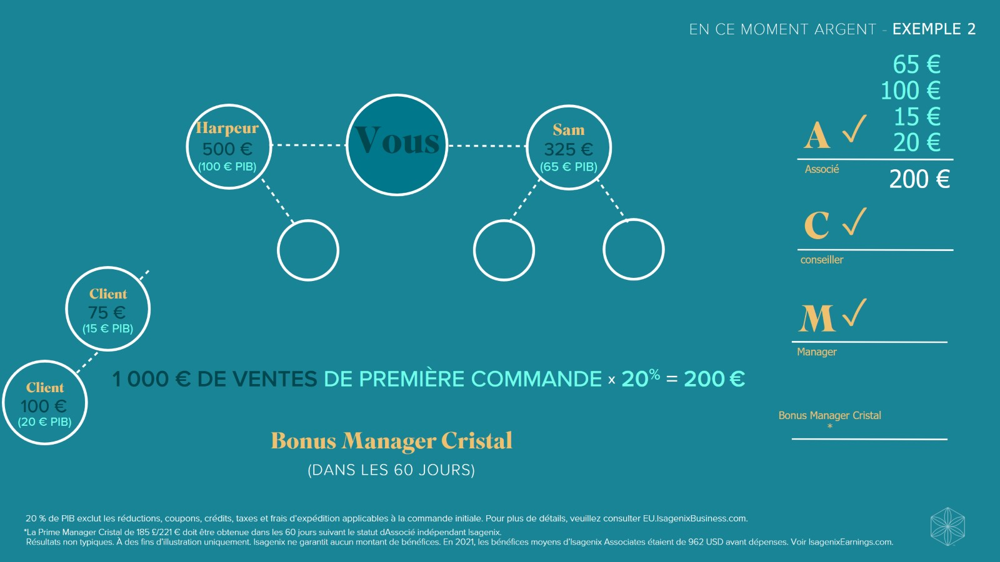 EN CE MOMENT ARGENT - EXEMPLE 2
65 €
100 €
15 €
20 €
200 €
A ✓
Associé
C ✓
conseiller
M ✓
Manager
Bonus Manager Cristal
*
Harpeur
500 €
(100 € PIB)
Vous
Sam
325 €
(65 € PIB)
Client
75 €
(15 € PIB)
Client
100 €
(20 € PIB)
1 000 € DE VENTES DE PREMIÈRE COMMANDE x 20% = 200 €
Bonus Manager Cristal
(DANS LES 60 JOURS)
20 % de PIB exclut les réductions, coupons, crédits, taxes et frais d'expédition applicables à la commande initiale. Pour plus de détails, veuillez consulter EU.IsagenixBusiness.com.
*La Prime Manager Cristal de 185 £/221 € doit être obtenue dans les 60 jours suivant le statut dAssocié indépendant Isagenix.
Résultats non typiques. À des fins d'illustration uniquement. Isagenix ne garantit aucun montant de bénéfices. En 2021, les bénéfices moyens d'Isagenix Associates étaient de 962 USD avant dépenses. Voir IsagenixEarnings.com.